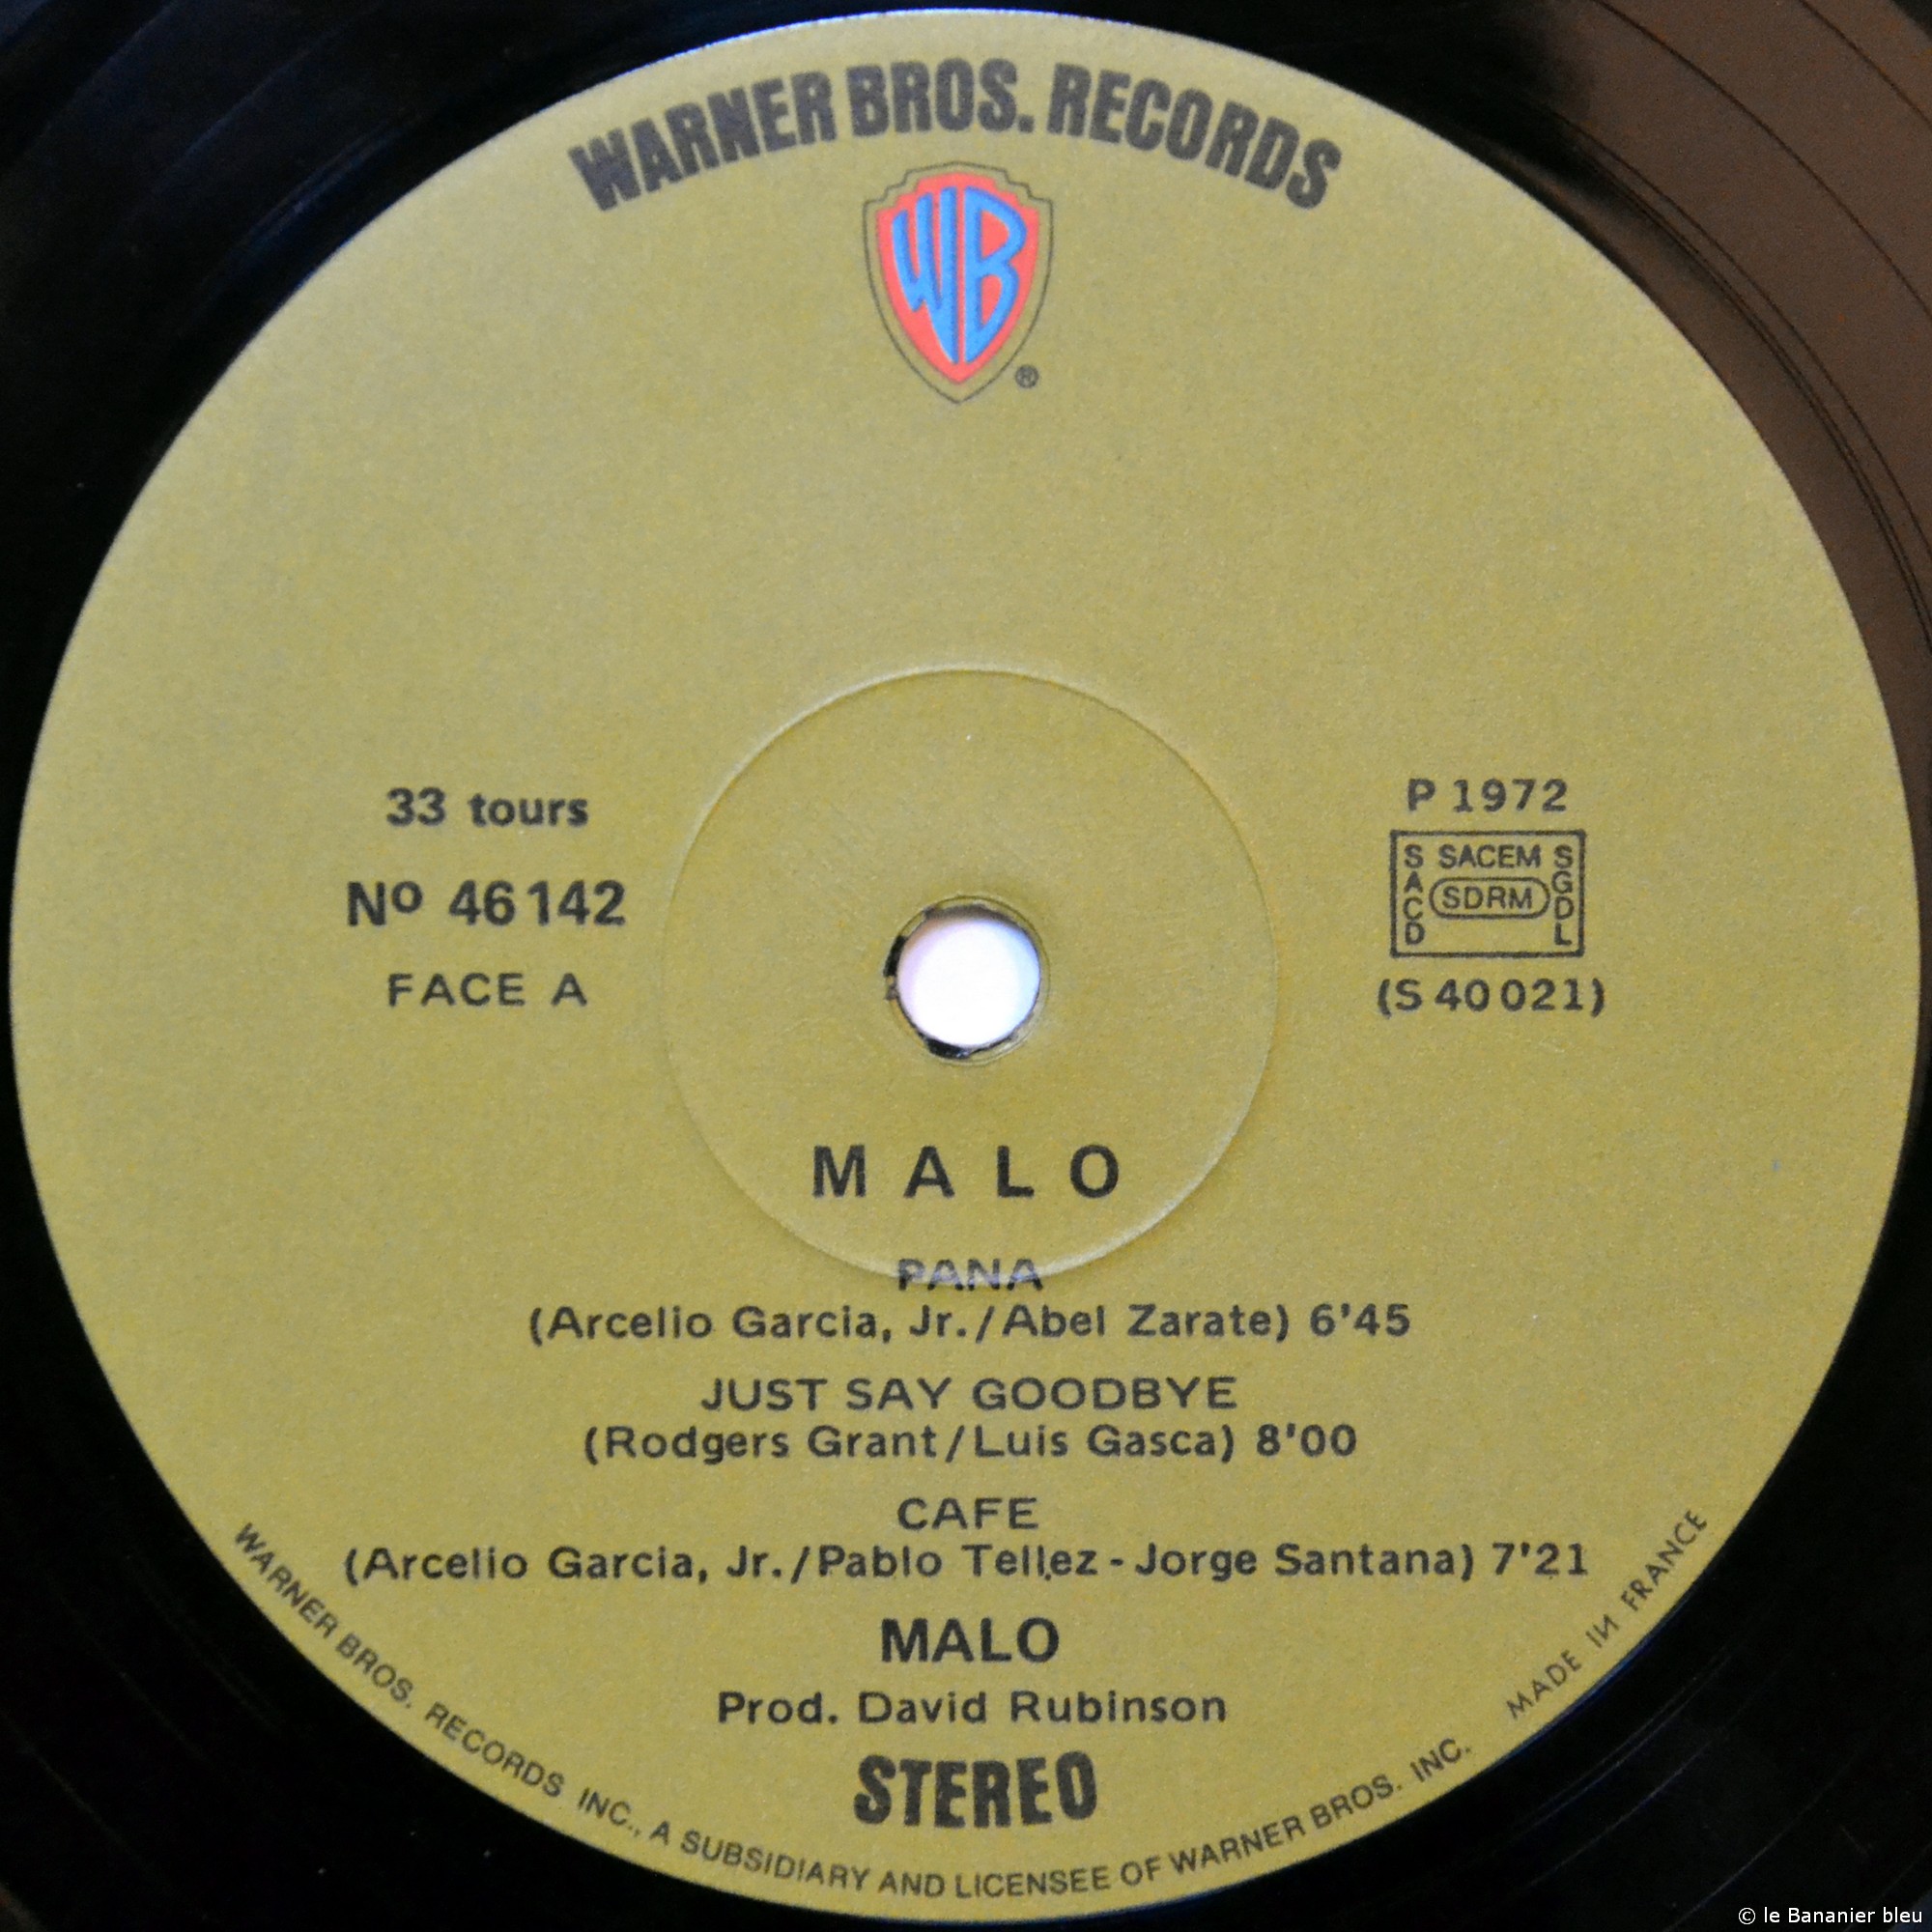 WARNER BROS. RECORDS
WB
®
33 tours
Nº 46142
FACE A
P 1972
SACEM
SACD
SDRM
SGDL
(S 40021)
MALO
PANA
(Arcelio Garcia, Jr./Abel Zarate) 6'45
JUST SAY GOODBYE
(Rodgers Grant/Luis Gasca) 8'00
CAFE
(Arcelio Garcia, Jr./Pablo Tellez-Jorge Santana) 7'21
MALO
Prod. David Rubinson
STEREO
WARNER BROS. RECORDS INC., A SUBSIDIARY AND LICENSEE OF WARNER BROS. INC.
MADE IN FRANCE
© le Bananier bleu